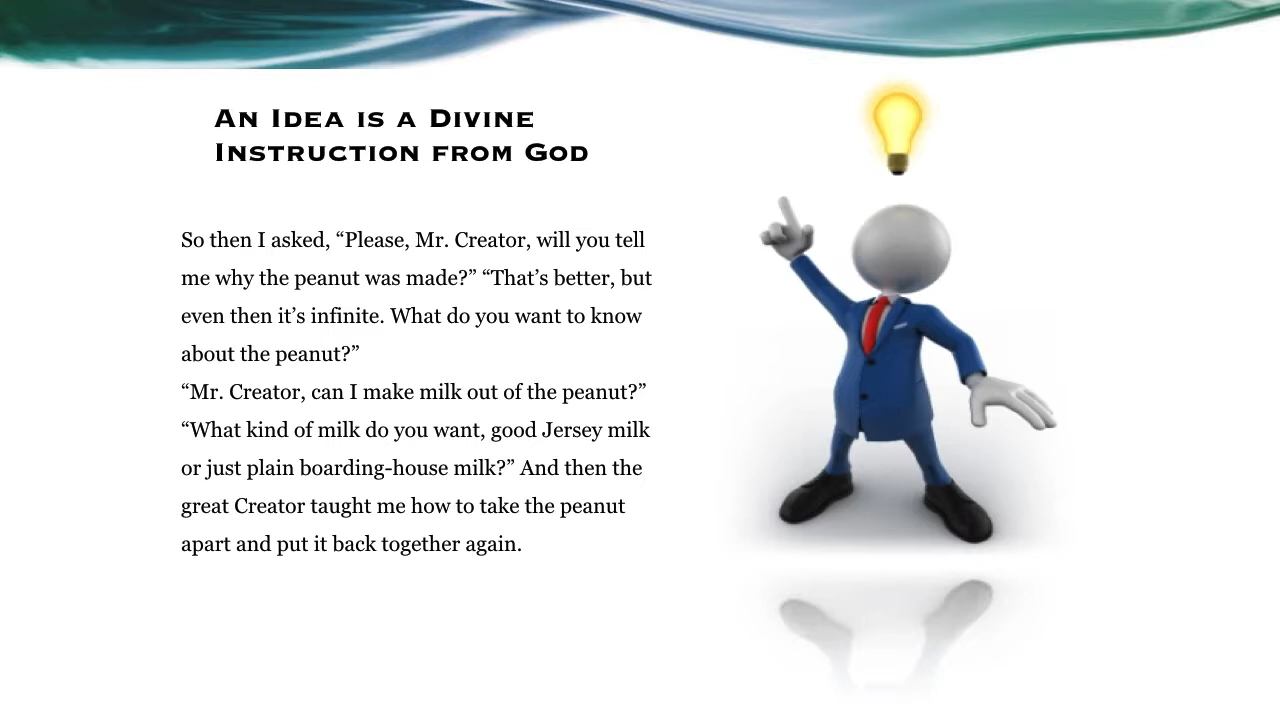 An Idea is a Divine
Instruction from God
So then I asked, “Please, Mr. Creator, will you tell
me why the peanut was made?” “That’s better, but
even then it’s infinite. What do you want to know
about the peanut?”
“Mr. Creator, can I make milk out of the peanut?”
“What kind of milk do you want, good Jersey milk
or just plain boarding-house milk?” And then the
great Creator taught me how to take the peanut
apart and put it back together again.